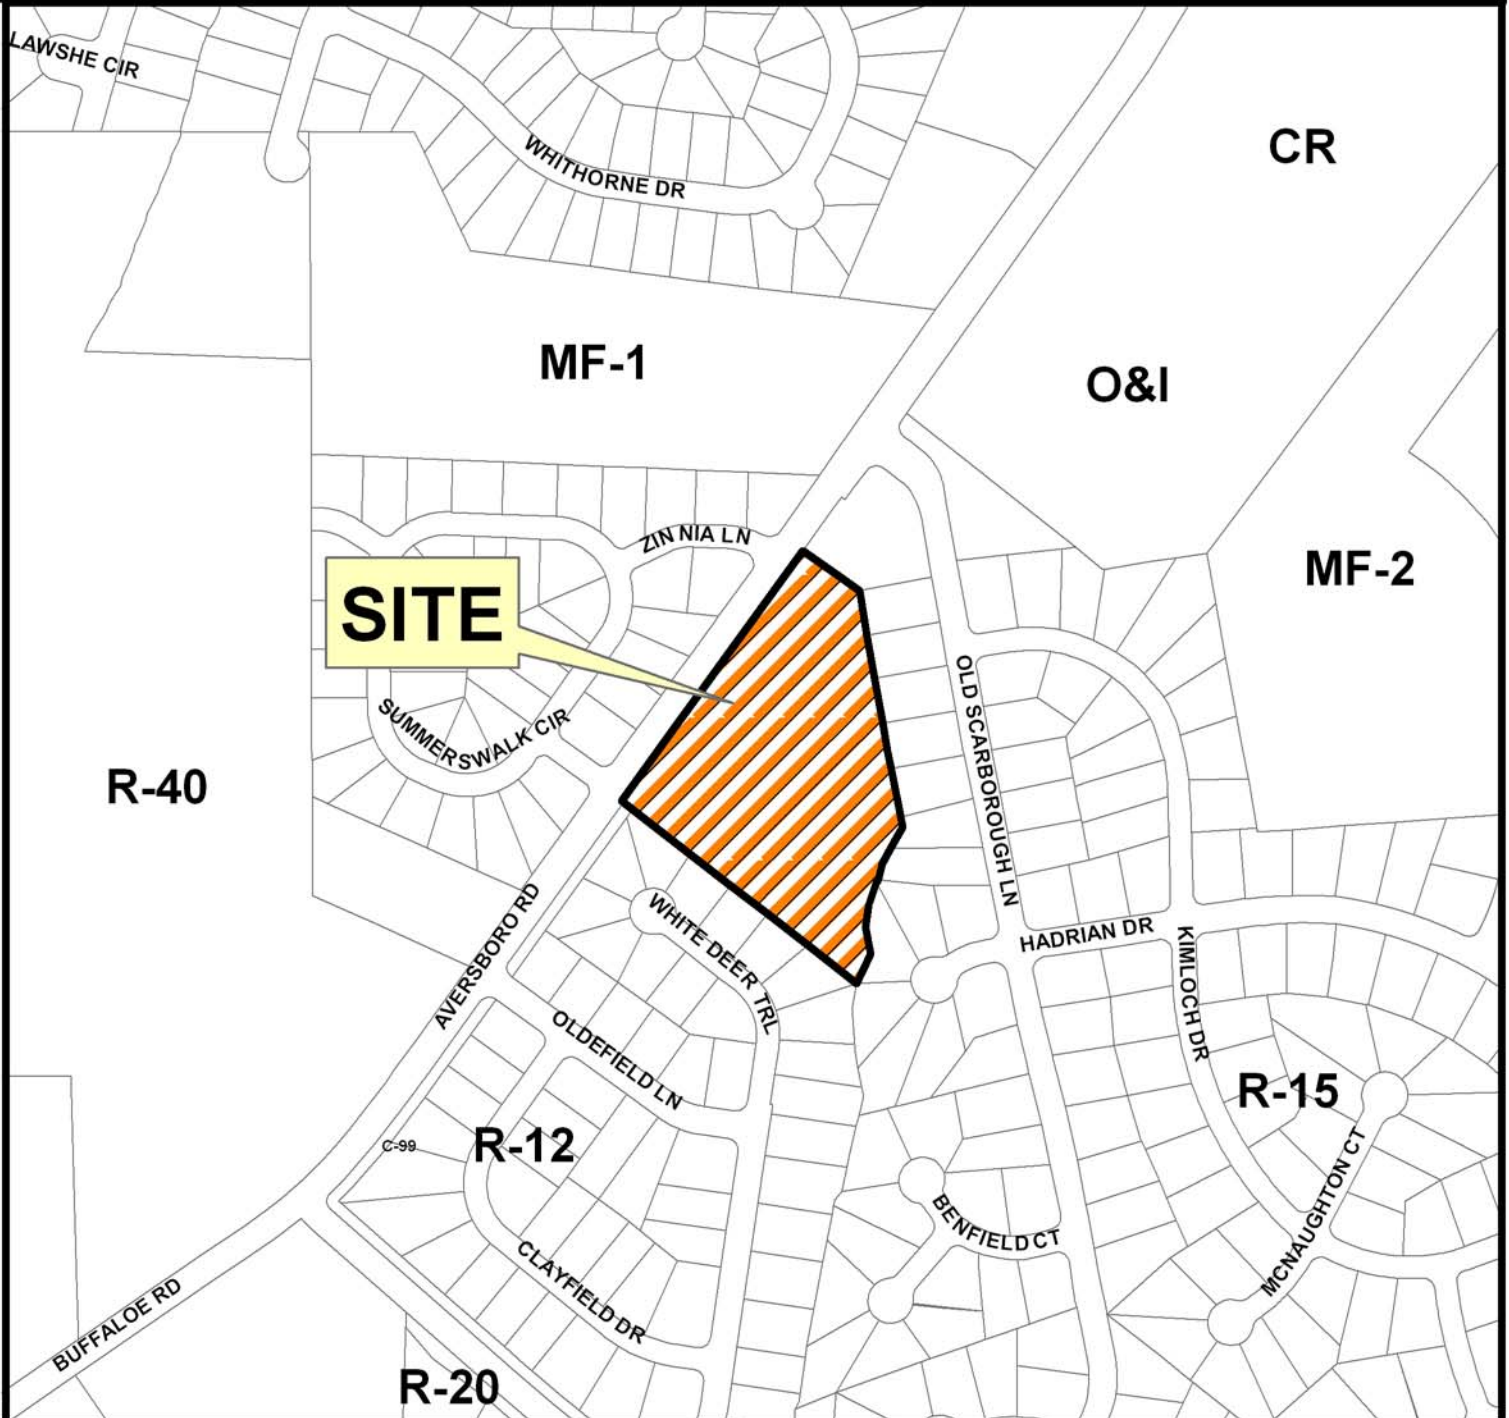 LAWSHE CIR
CR
WHITHORNE DR
MF-1
O&I
ZIN NIA LN
MF-2
SITE
OLD SCARBOROUGH LN
SUMMERSWALK CIR
R-40
AVERSBORO RD
WHITE DEER TRL
HADRIAN DR
KIMLOCH DR
OLDEFIELD LN
R-15
C-99
R-12
MCNAUGHTON CT
BENFIELD CT
CLAYFIELD DR
BUFFALOE RD
R-20